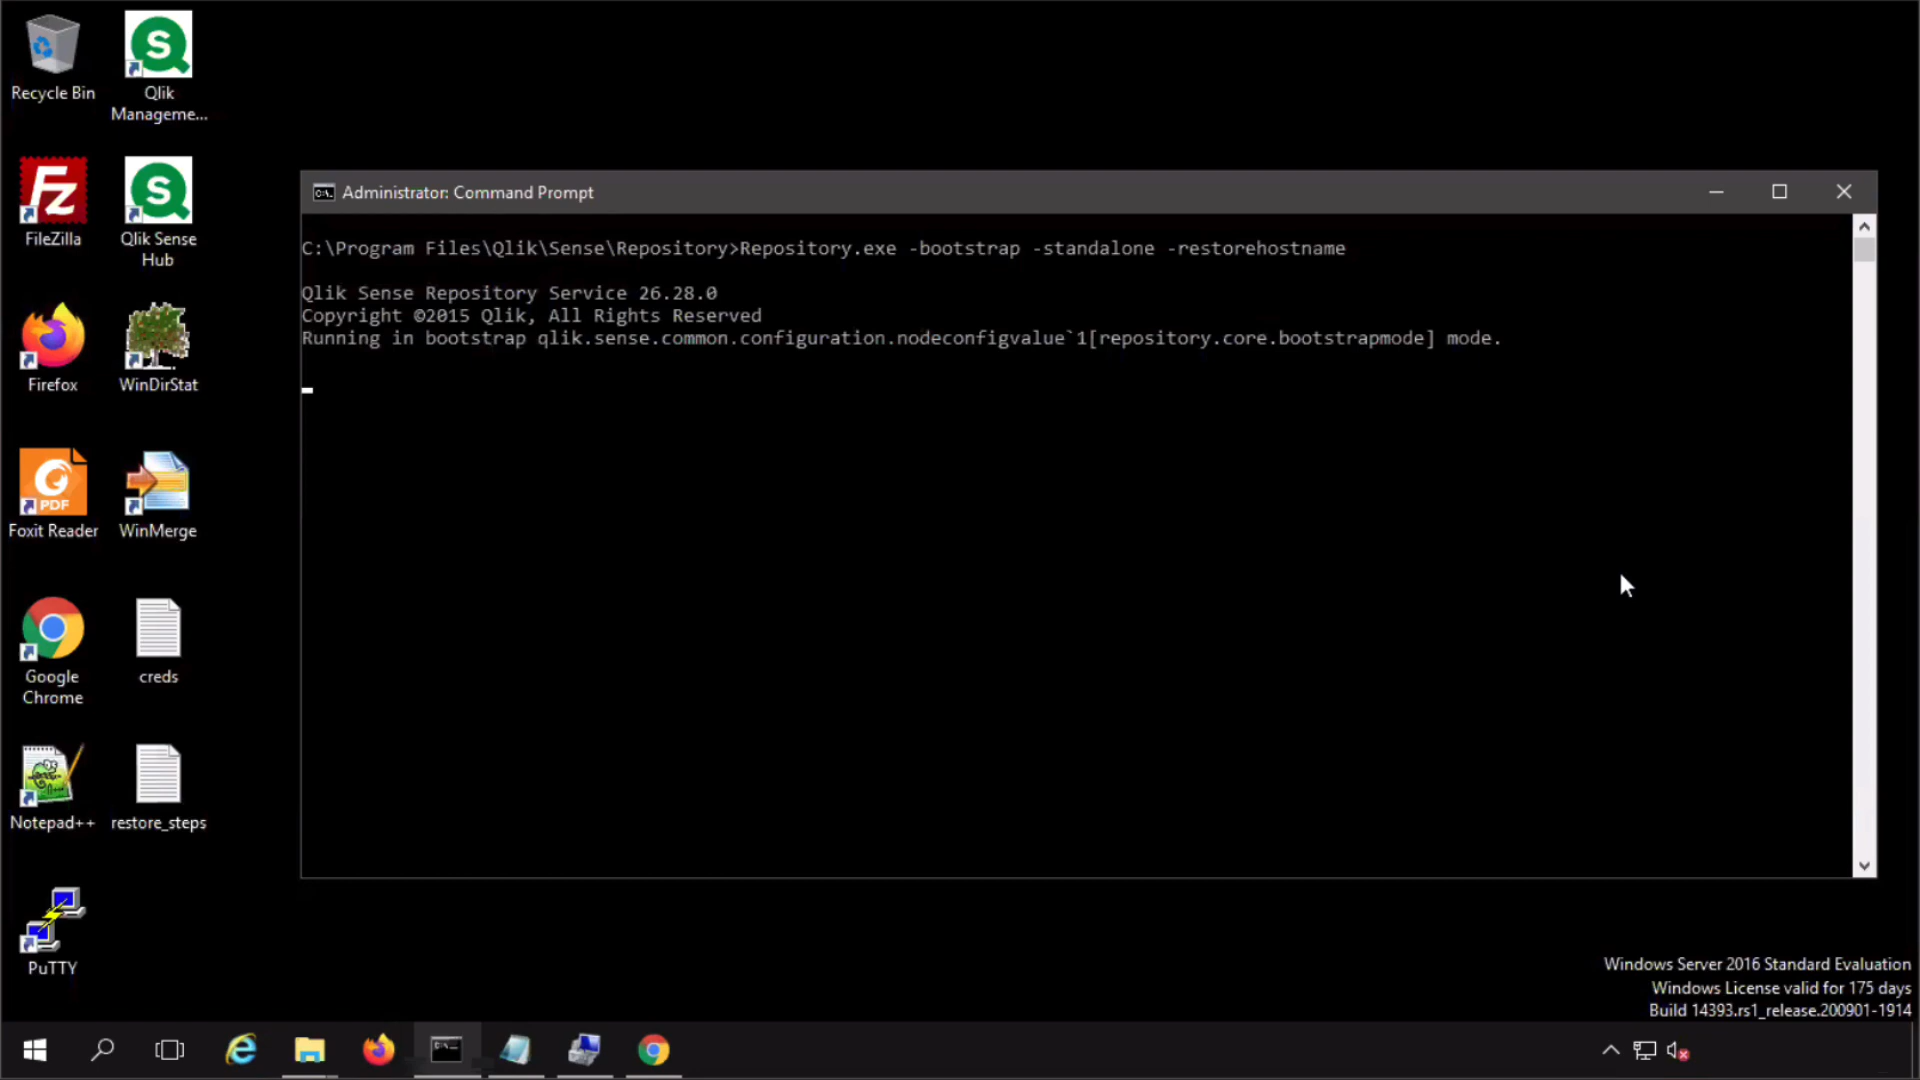 Recycle Bin
Qlik
Manageme...
FileZilla
Qlik Sense
Hub
Firefox
WinDirStat
PDF
Foxit Reader
WinMerge
Google
Chrome
creds
Notepad++
restore_steps
PuTTY
Administrator: Command Prompt
C:\Program Files\Qlik\Sense\Repository>Repository.exe -bootstrap -standalone -restorehostname
Qlik Sense Repository Service 26.28.0
Copyright ©2015 Qlik, All Rights Reserved
Running in bootstrap qlik.sense.common.configuration.nodeconfigvalue`1[repository.core.bootstrapmode] mode.
Windows Server 2016 Standard Evaluation
Windows License valid for 175 days
Build 14393.rs1_release.200901-1914